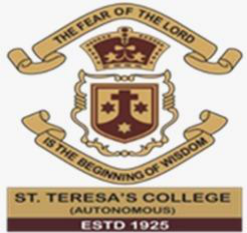 THE FEAR OF THE LORD
IS THE BEGINNING OF WISDOM
ST. TERESA'S COLLEGE
(AUTONOMOUS)
ESTD 1925